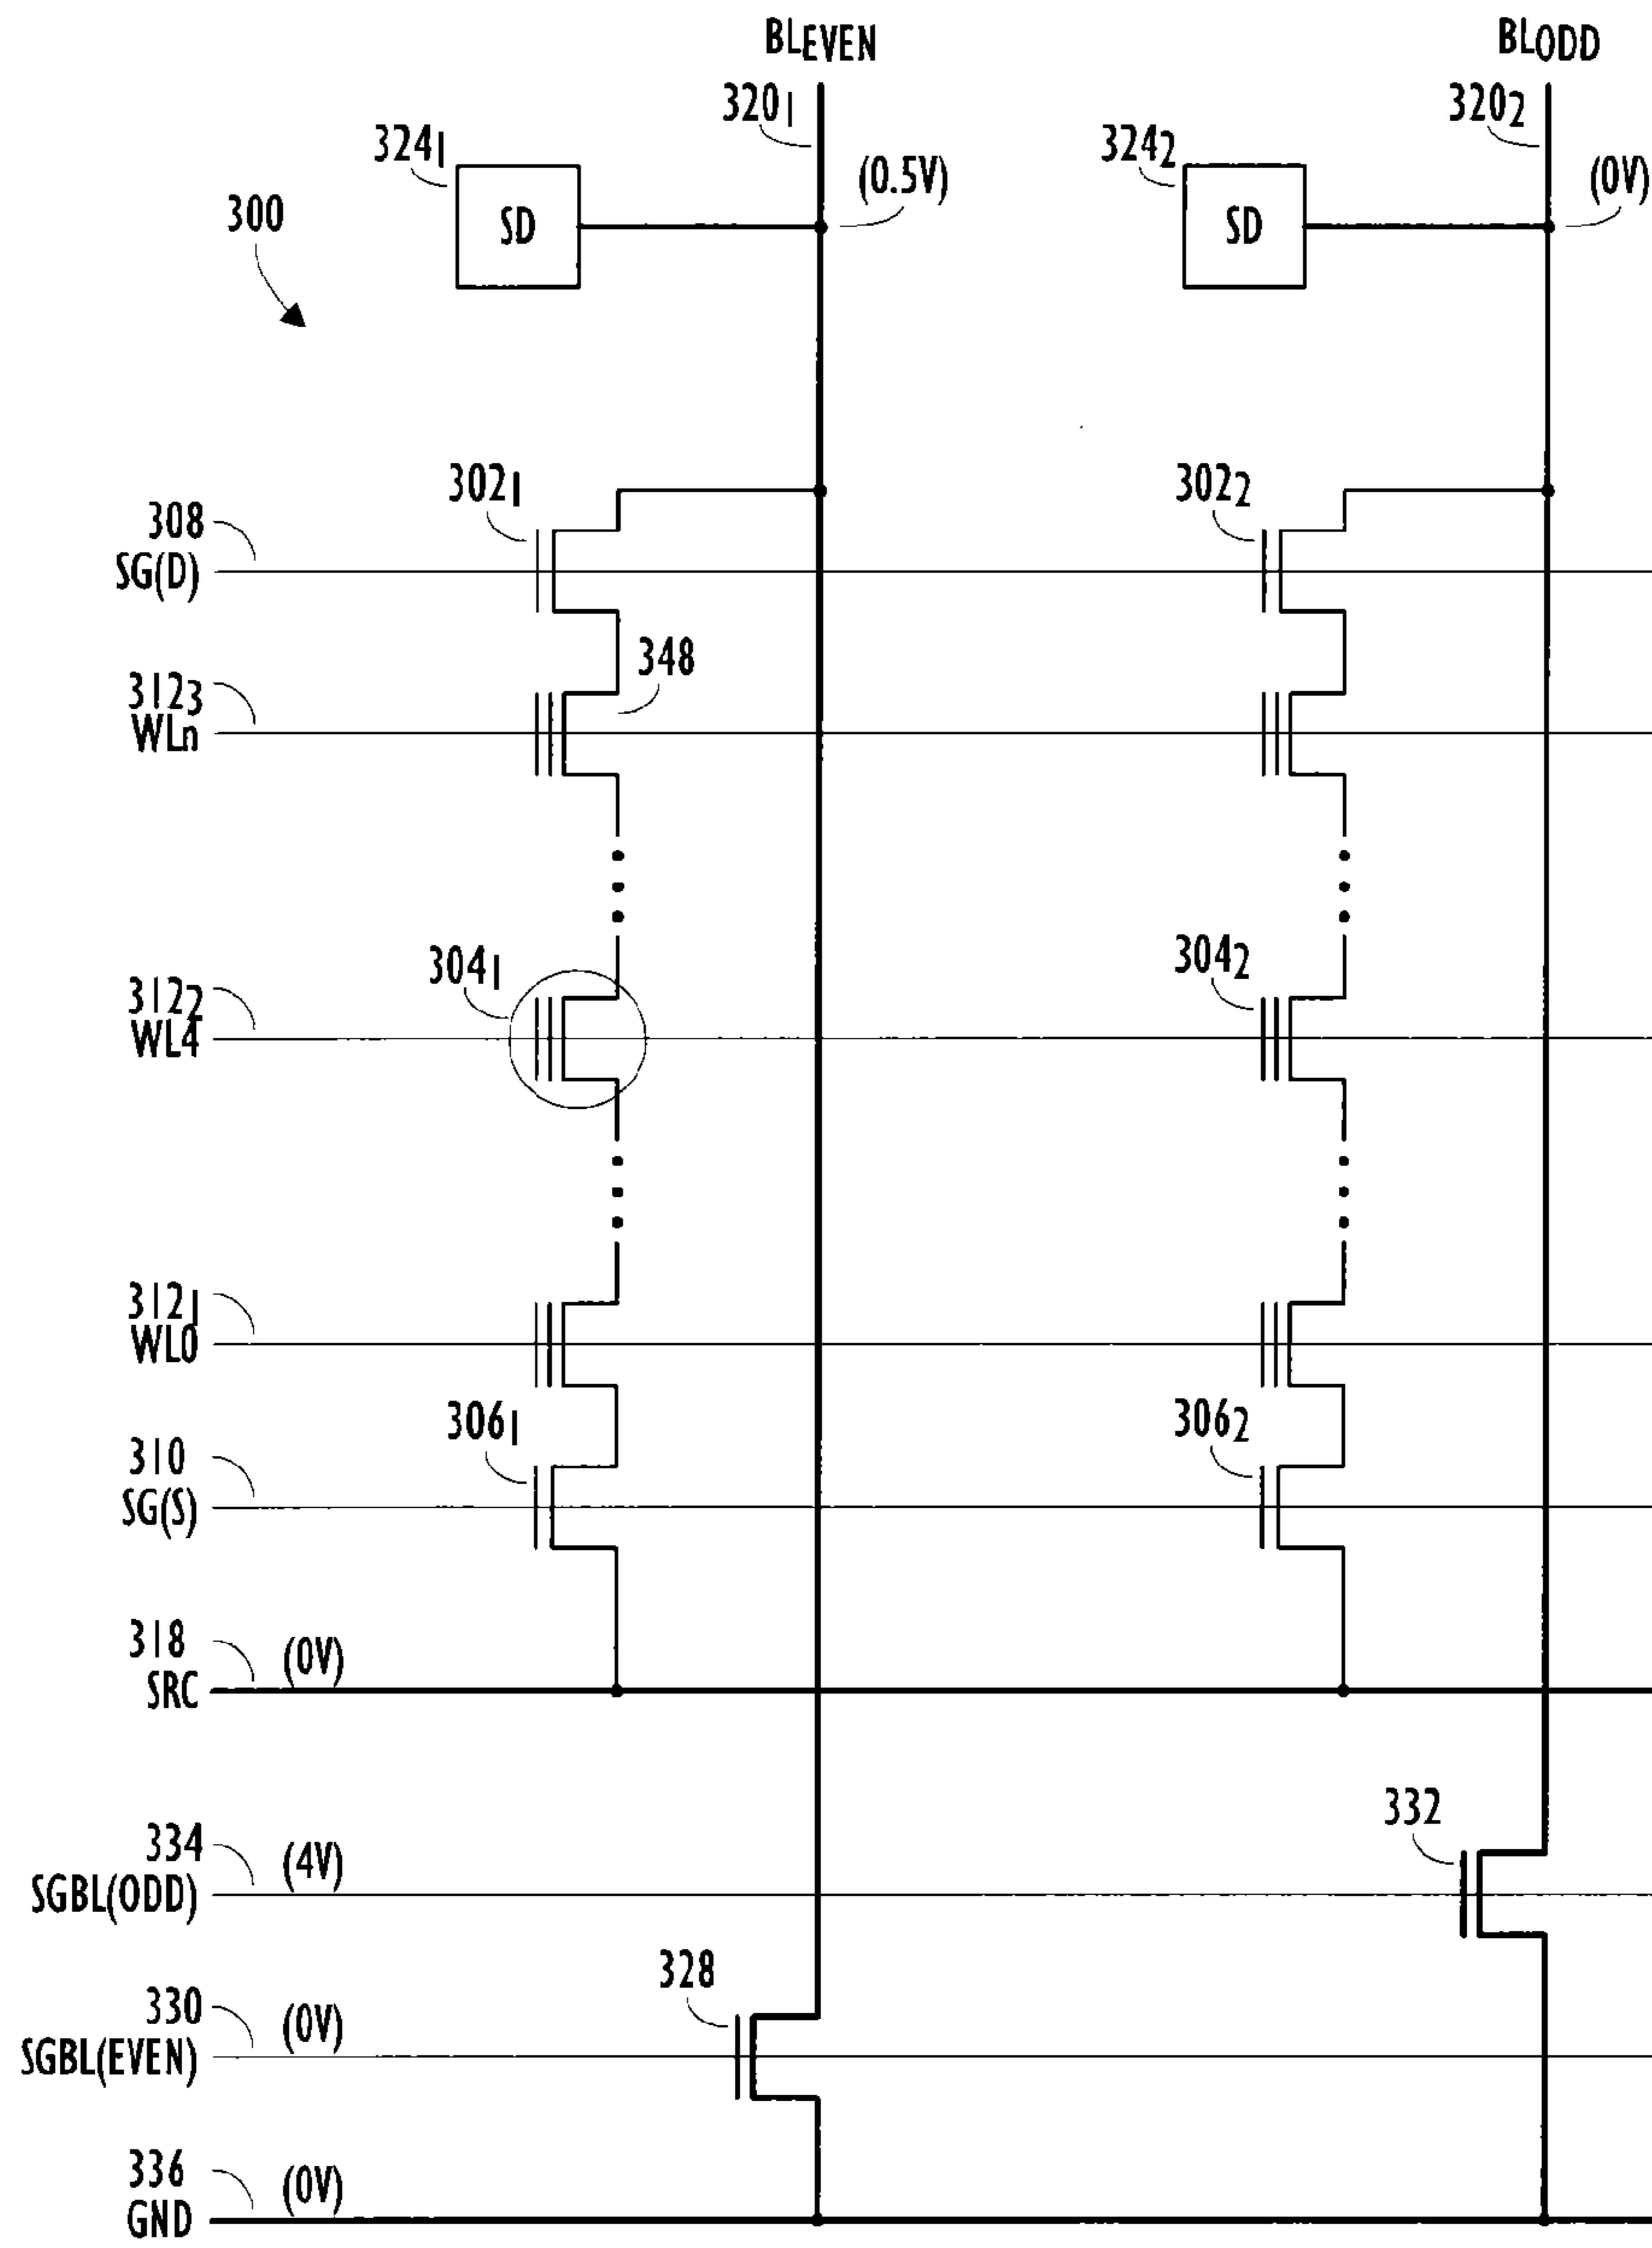 BLEVEN
BLODD
3201
3202
3241
3242
(0.5V)
(0V)
300
SD
SD
3021
3022
308
SG(D)
348
3123
WLn
3041
3042
3122
WL4
3121
WL0
3061
3062
310
SG(S)
318
(0V)
SRC
332
334
(4V)
SGBL(ODD)
328
330
(0V)
SGBL(EVEN)
336
(0V)
GND